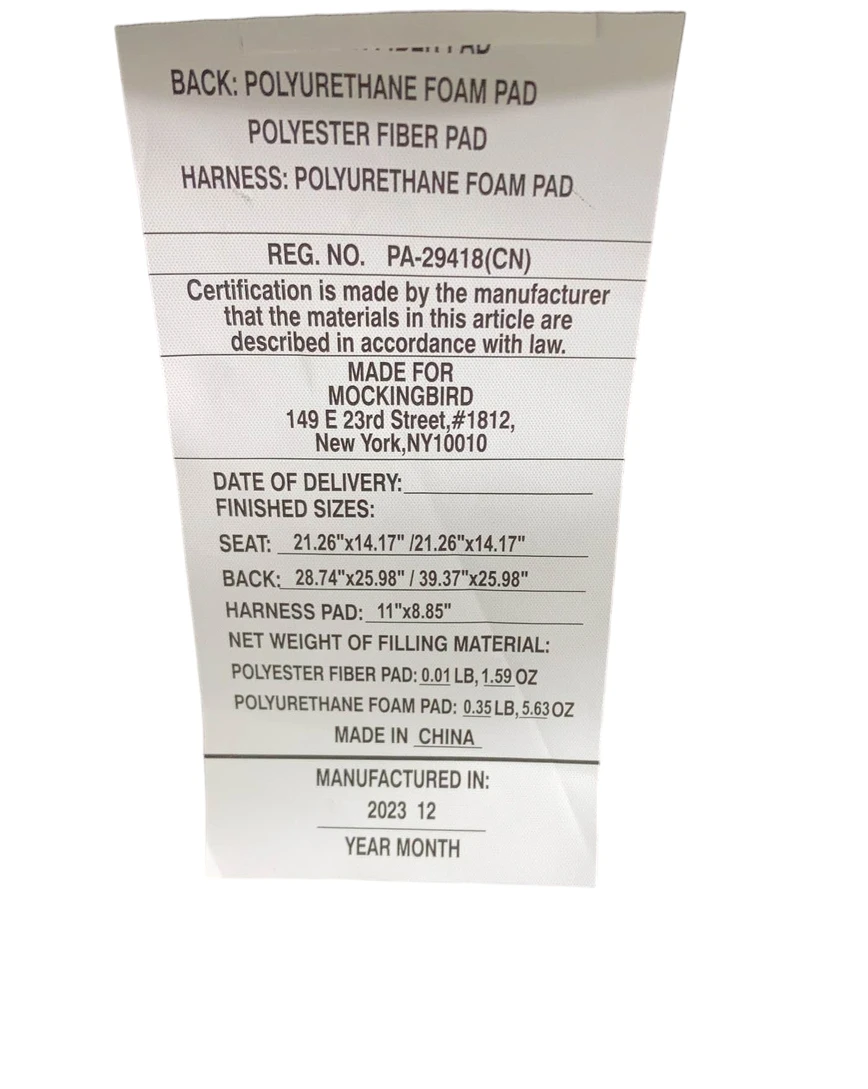 FIBER PAD
BACK: POLYURETHANE FOAM PAD
POLYESTER FIBER PAD
HARNESS: POLYURETHANE FOAM PAD
REG. NO. PA-29418(CN)
Certification is made by the manufacturer
that the materials in this article are
described in accordance with law.
MADE FOR
MOCKINGBIRD
149 E 23rd Street,#1812,
New York,NY10010
DATE OF DELIVERY:
FINISHED SIZES:
SEAT: 21.26"x14.17" /21.26"x14.17"
BACK: 28.74"x25.98" / 39.37"x25.98"
HARNESS PAD: 11"x8.85"
NET WEIGHT OF FILLING MATERIAL:
POLYESTER FIBER PAD: 0.01 LB, 1.59 OZ
POLYURETHANE FOAM PAD: 0.35 LB, 5.63 OZ
MADE IN CHINA
MANUFACTURED IN:
2023 12
YEAR MONTH